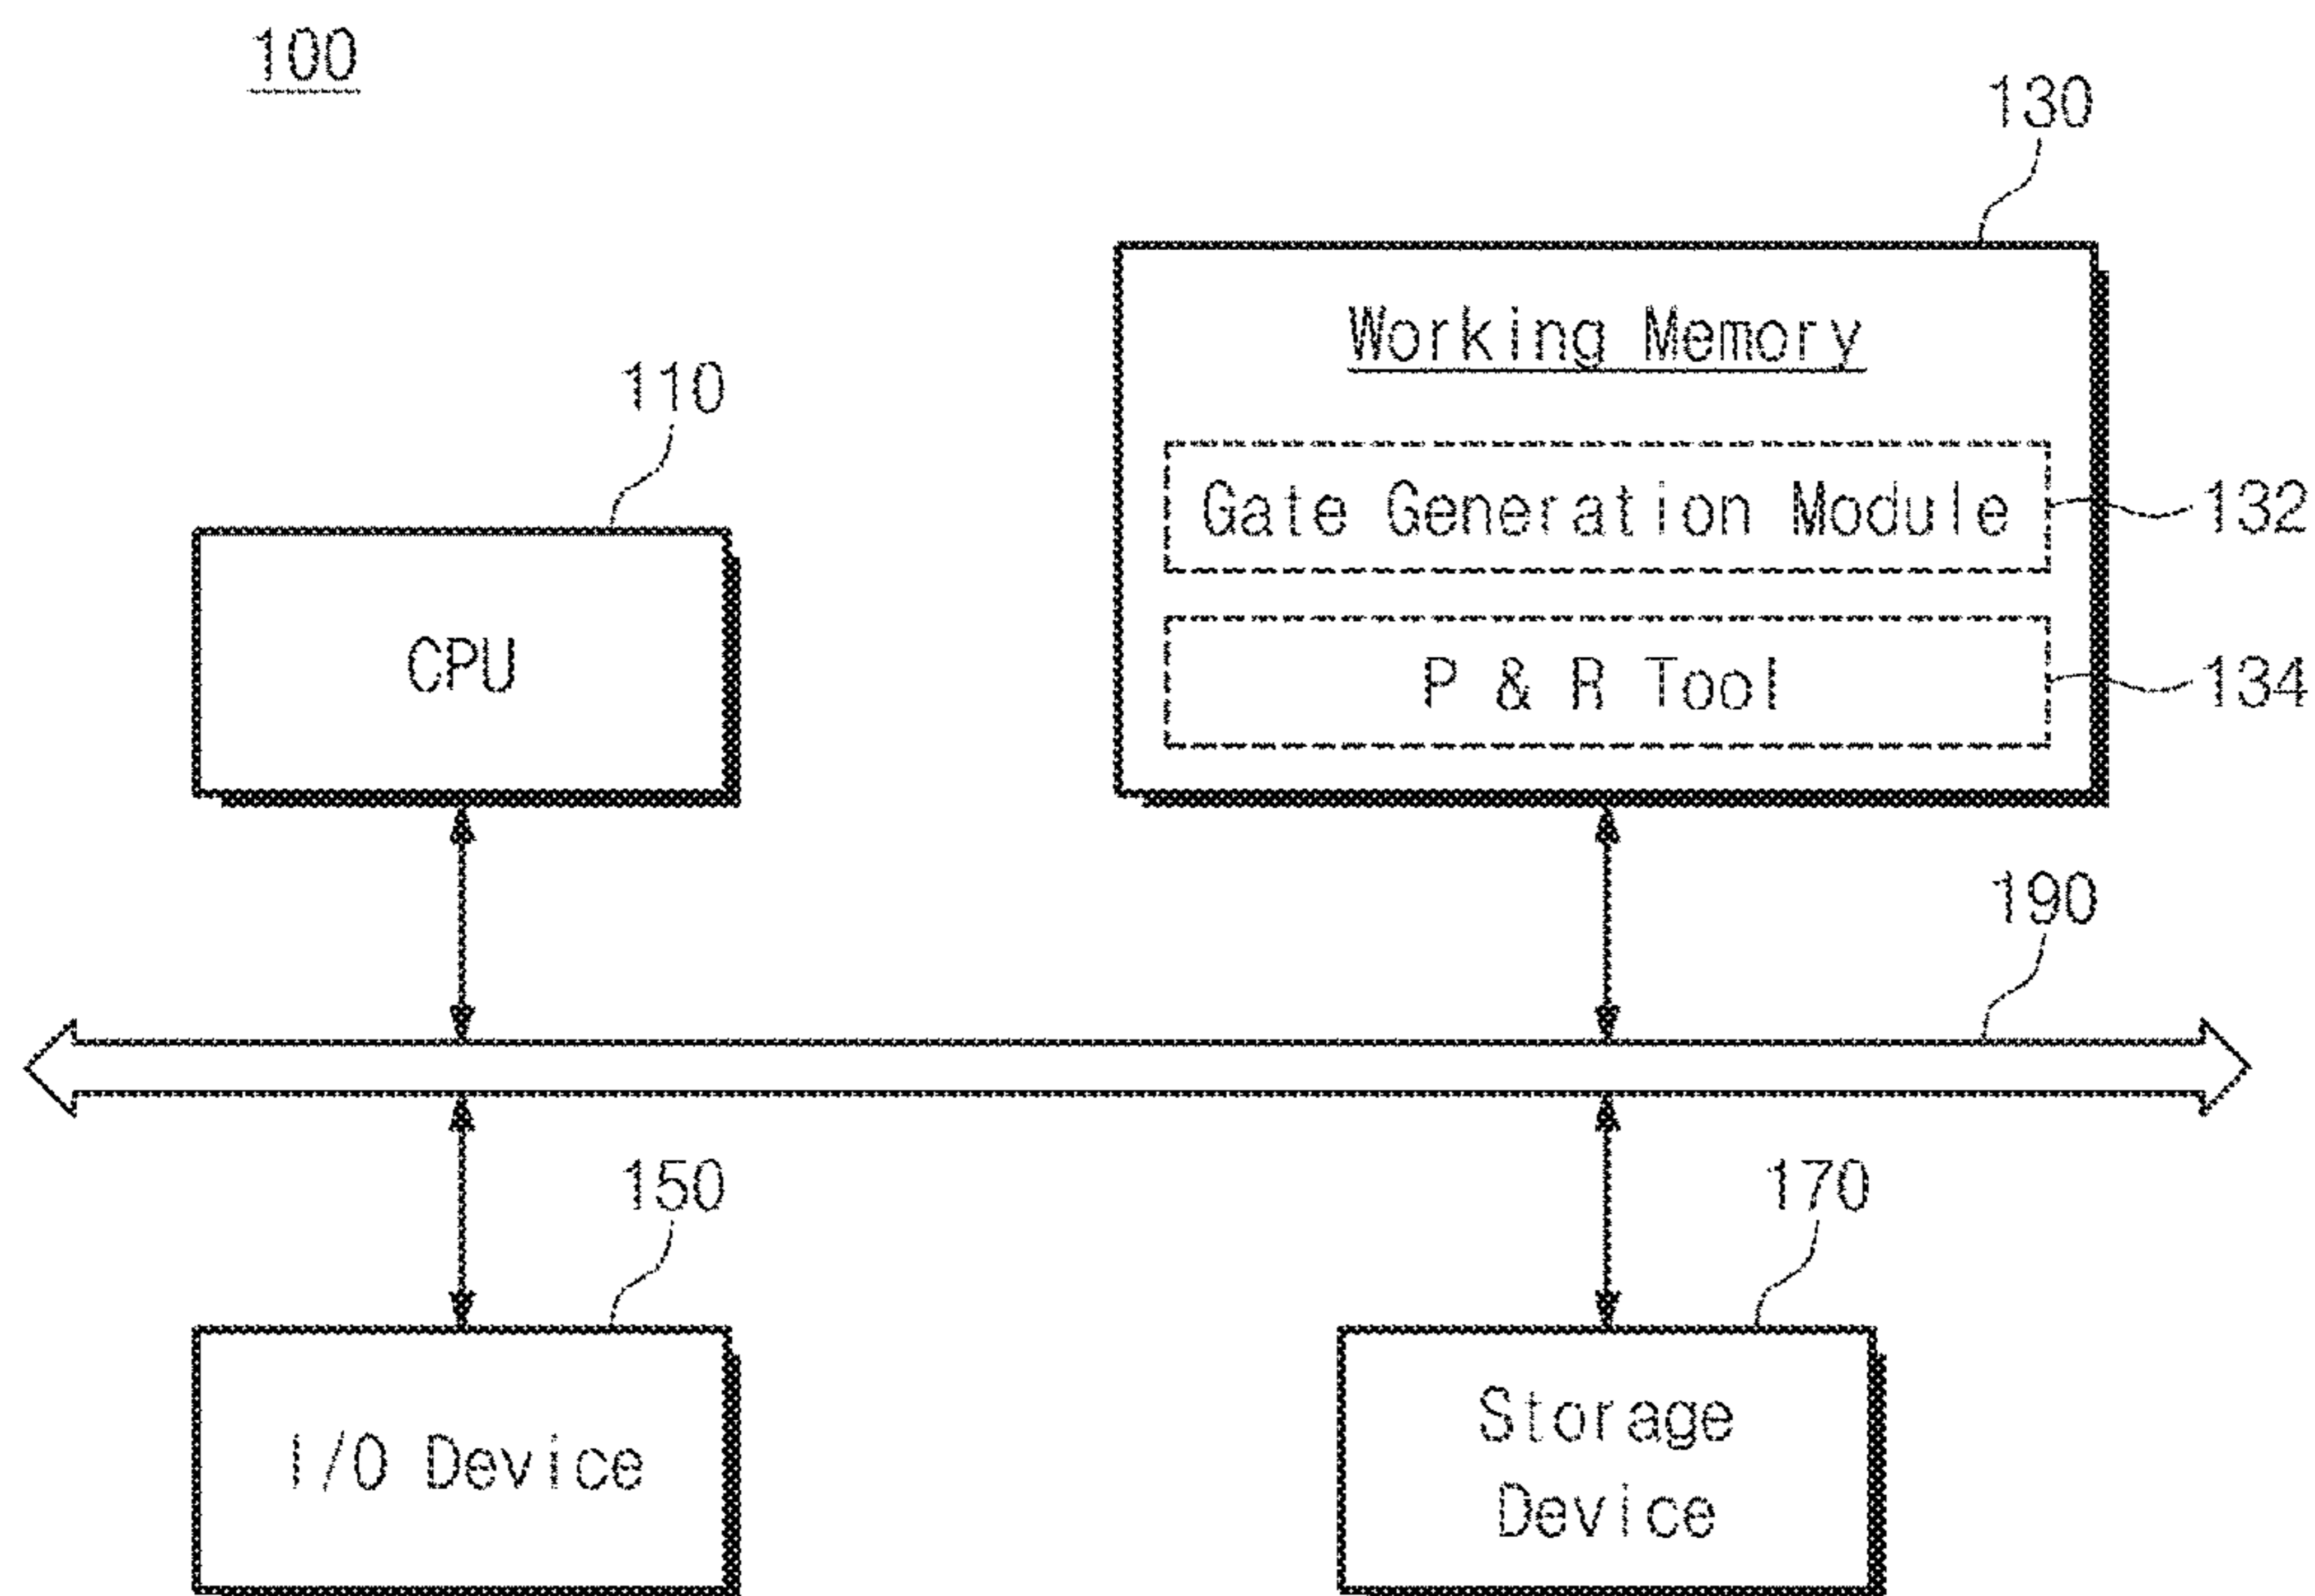 100
130
Working Memory
110
Gate Generation Module
132
CPU
P & R Tool
134
190
150
170
I/O Device
Storage
Device